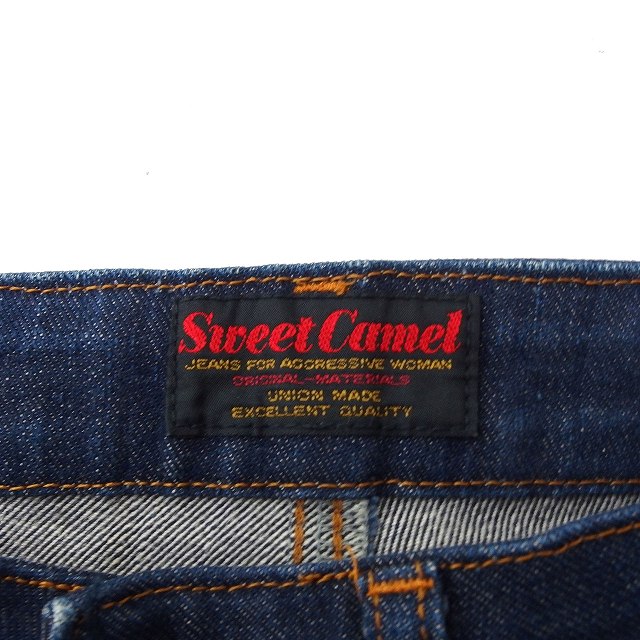 Sweet Camel
JEANS FOR AGGRESSIVE WOMAN
ORIGINAL-MATERIALS
UNION MADE
EXCELLENT QUALITY